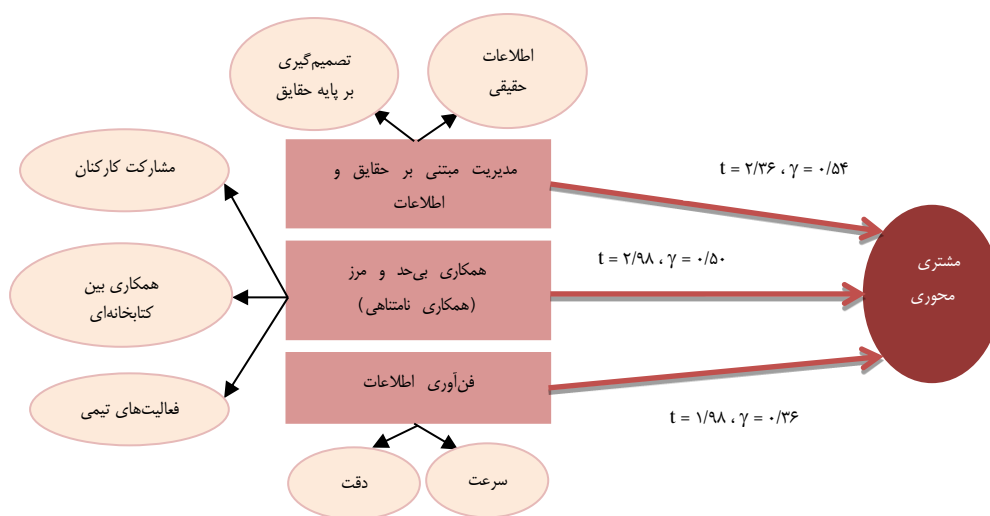 تصمیم‌گیری
بر پایه حقایق
اطلاعات
حقیقی
مشارکت کارکنان
همکاری بین
کتابخانه‌ای
فعالیت‌های تیمی
مدیریت مبتنی بر حقایق و
اطلاعات
همکاری بی‌حد و مرز
(همکاری نامتناهی)
فن‌آوری اطلاعات
دقت
سرعت
t = ۲/۳۶ ، γ = ۰/۵۴
t = ۲/۹۸ ، γ = ۰/۵۰
t = ۱/۹۸ ، γ = ۰/۳۶
مشتری
محوری